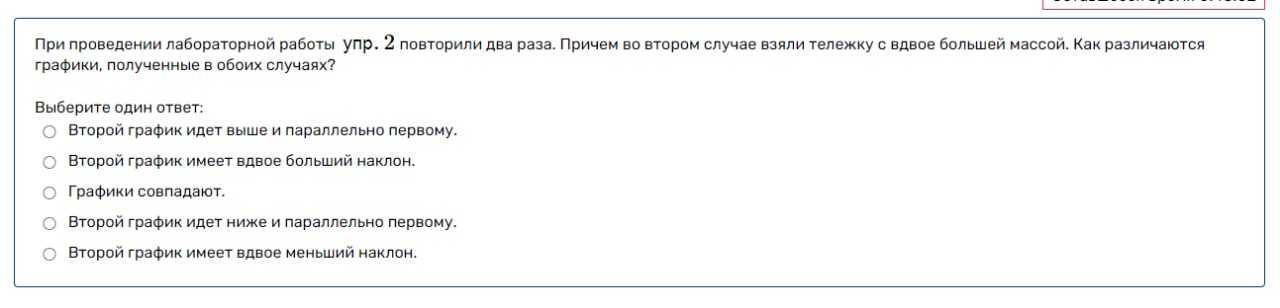 При проведении лабораторной работы упр. 2 повторили два раза. Причем во втором случае взяли тележку с вдвое большей массой. Как различаются
графики, полученные в обоих случаях?
Выберите один ответ:
Второй график идет выше и параллельно первому.
Второй график имеет вдвое больший наклон.
Графики совпадают.
Второй график идет ниже и параллельно первому.
Второй график имеет вдвое меньший наклон.